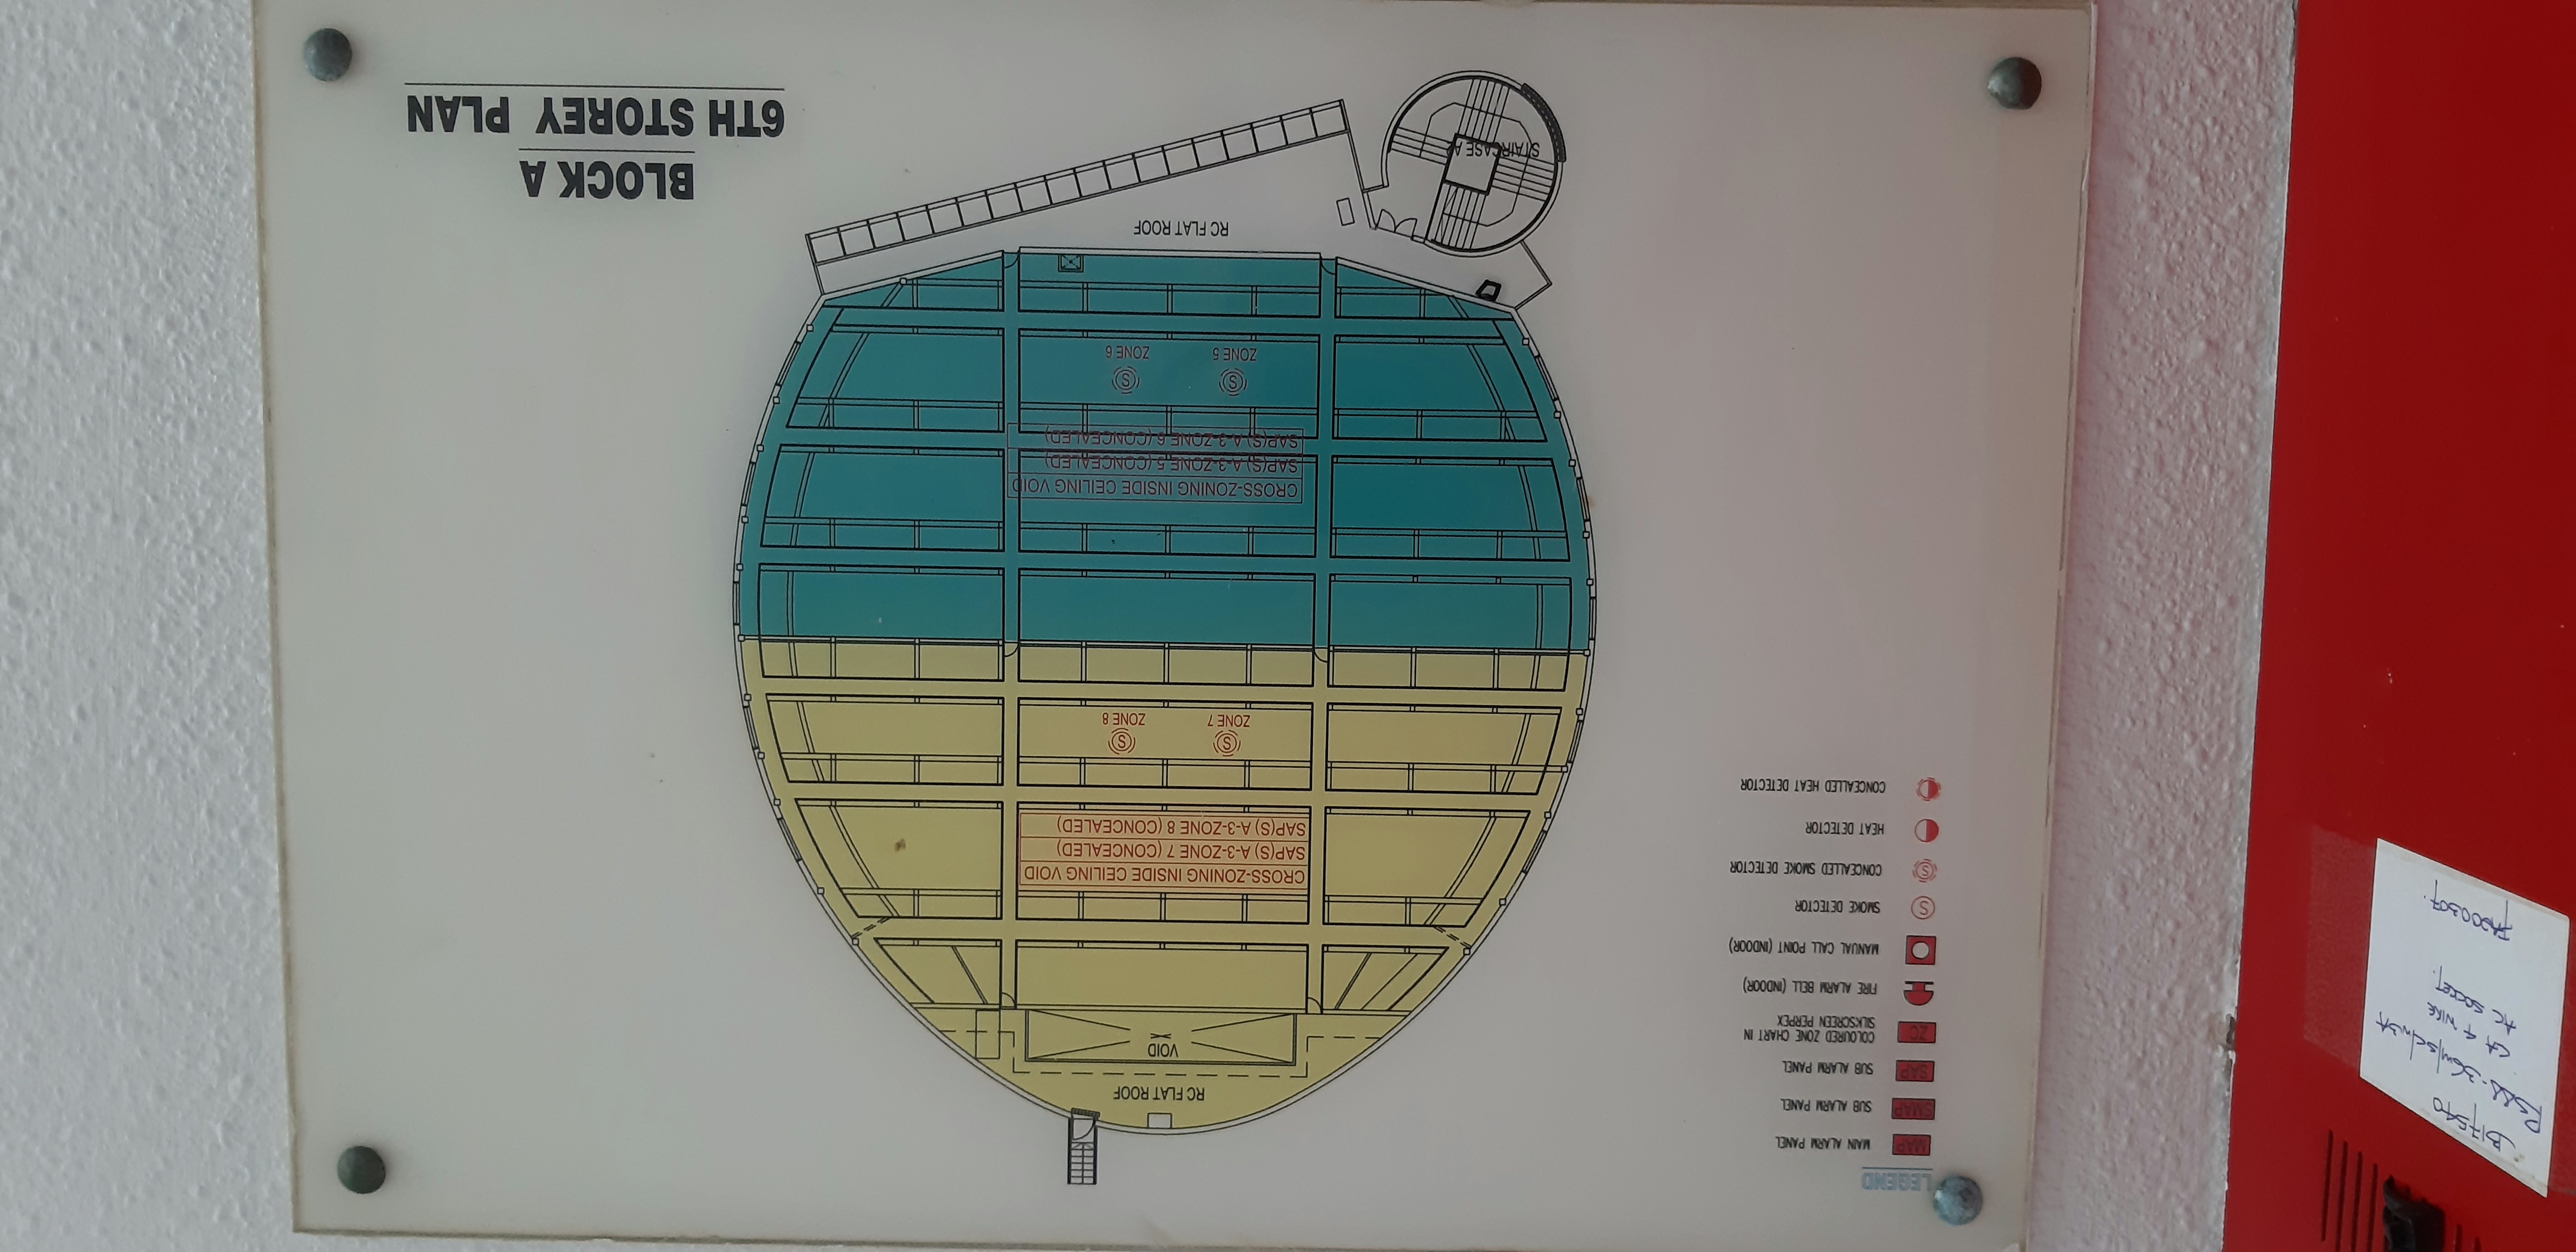 B17540
RSSS-36M/SC/W3A
CA 4 WIRE
AC SOCKET.
JA200307.
LEGEND
MAP MAIN ALARM PANEL
SMAP SUB ALARM PANEL
SAP SUB ALARM PANEL
ZC COLOURED ZONE CHART IN
SILKSCREEN PERPEX
FIRE ALARM BELL (INDOOR)
MANUAL CALL POINT (INDOOR)
S SMOKE DETECTOR
S CONCEALLED SMOKE DETECTOR
HEAT DETECTOR
CONCEALLED HEAT DETECTOR
RC FLAT ROOF
VOID
CROSS-ZONING INSIDE CEILING VOID
SAP(S) A-3-ZONE 7 (CONCEALED)
SAP(S) A-3-ZONE 8 (CONCEALED)
S S
ZONE 7 ZONE 8
CROSS-ZONING INSIDE CEILING VOID
SAP(S) A-3-ZONE 5 (CONCEALED)
SAP(S) A-3-ZONE 6 (CONCEALED)
S S
ZONE 5 ZONE 6
RC FLAT ROOF
STAIRCASE A2
BLOCK A
6TH STOREY PLAN